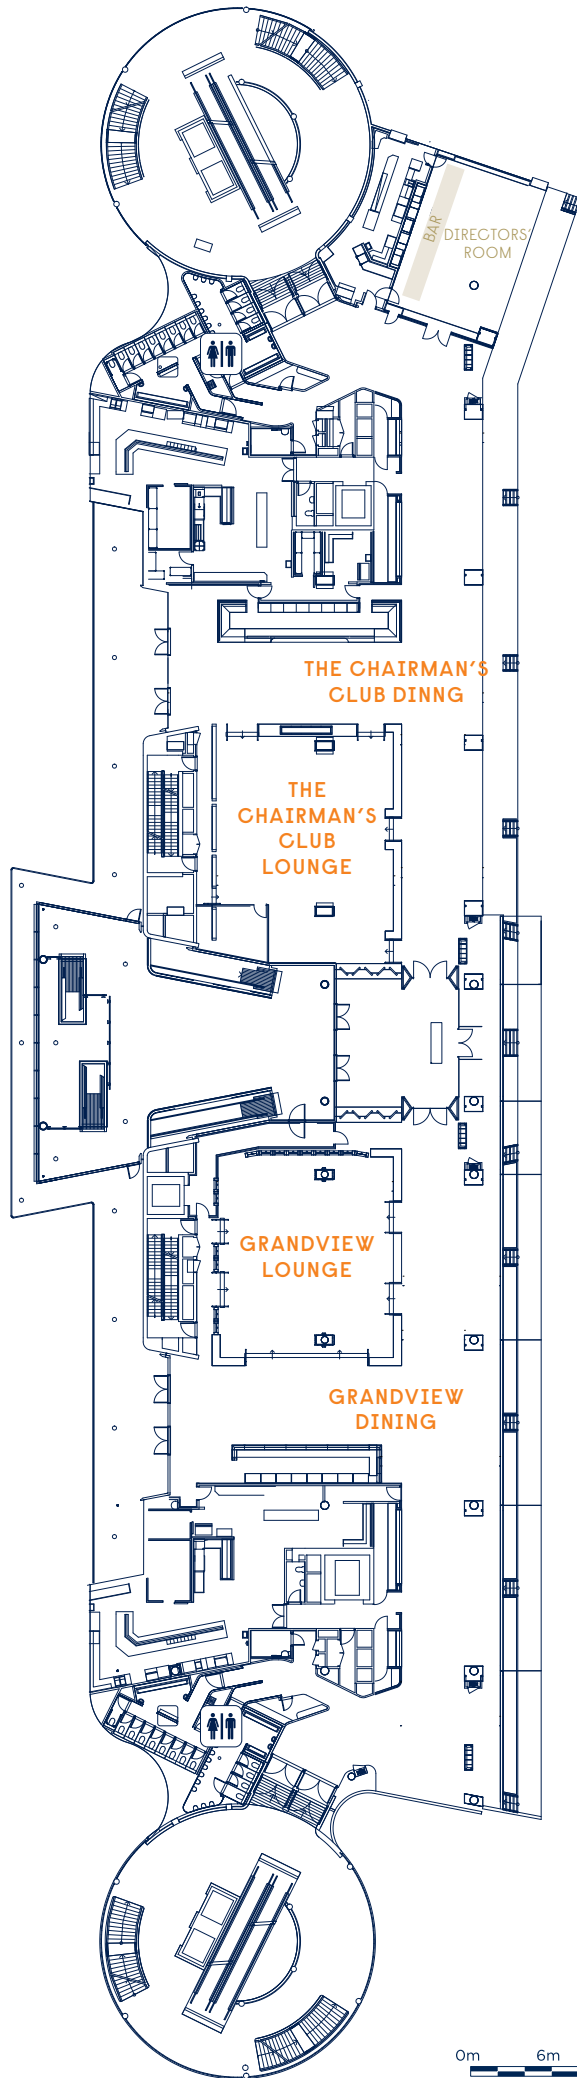 BAR
DIRECTORS'
ROOM
THE CHAIRMAN'S
CLUB DINNG
THE
CHAIRMAN'S
CLUB
LOUNGE
GRANDVIEW
LOUNGE
GRANDVIEW
DINING
0m 6m